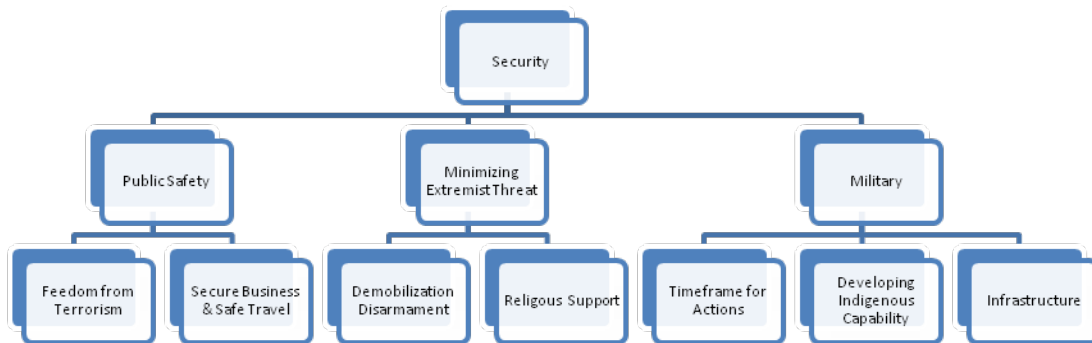 Security
Public Safety
Minimizing
Extremist Threat
Military
Feedom from
Terrorism
Secure Business
& Safe Travel
Demobilization
Disarmament
Religous Support
Timeframe for
Actions
Developing
Indigenous
Capability
Infrastructure